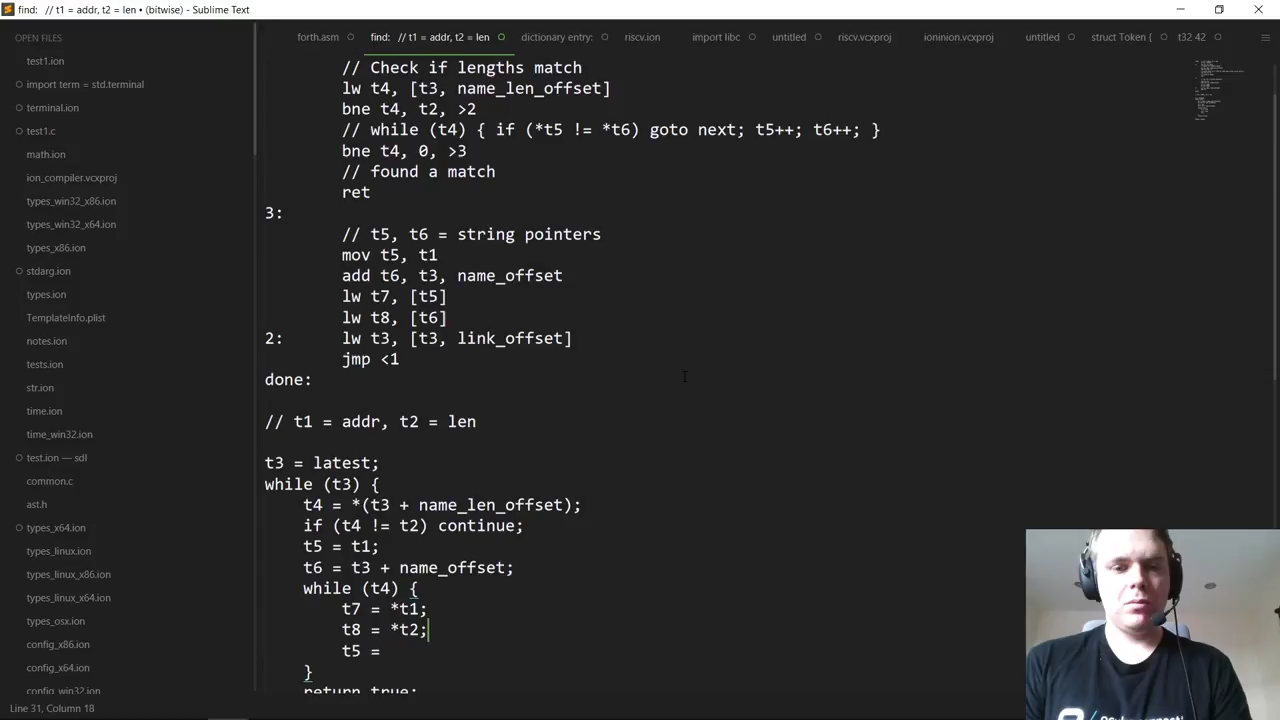 find: // t1 = addr, t2 = len • (bitwise) - Sublime Text
OPEN FILES
test1.ion
import term = std.terminal
terminal.ion
test1.c
math.ion
ion_compiler.vcxproj
types_win32_x86.ion
types_win32_x64.ion
types_x86.ion
stdarg.ion
types.ion
TemplateInfo.plist
notes.ion
tests.ion
str.ion
time.ion
time_win32.ion
test.ion — sdl
common.c
ast.h
types_x64.ion
types_linux.ion
types_linux_x86.ion
types_linux_x64.ion
types_osx.ion
config_x86.ion
config_x64.ion
config_win32.ion
forth.asm
find: // t1 = addr, t2 = len
dictionary entry:
riscv.ion
import libc
untitled
riscv.vcxproj
ioninion.vcxproj
untitled
struct Token {
t32 42
// Check if lengths match
lw t4, [t3, name_len_offset]
bne t4, t2, >2
// while (t4) { if (*t5 != *t6) goto next; t5++; t6++; }
bne t4, 0, >3
// found a match
ret
3:
// t5, t6 = string pointers
mov t5, t1
add t6, t3, name_offset
lw t7, [t5]
lw t8, [t6]
2: lw t3, [t3, link_offset]
jmp <1
done:
// t1 = addr, t2 = len
t3 = latest;
while (t3) {
t4 = *(t3 + name_len_offset);
if (t4 != t2) continue;
t5 = t1;
t6 = t3 + name_offset;
while (t4) {
t7 = *t1;
t8 = *t2;
t5 =
}
return true;
Line 31, Column 18